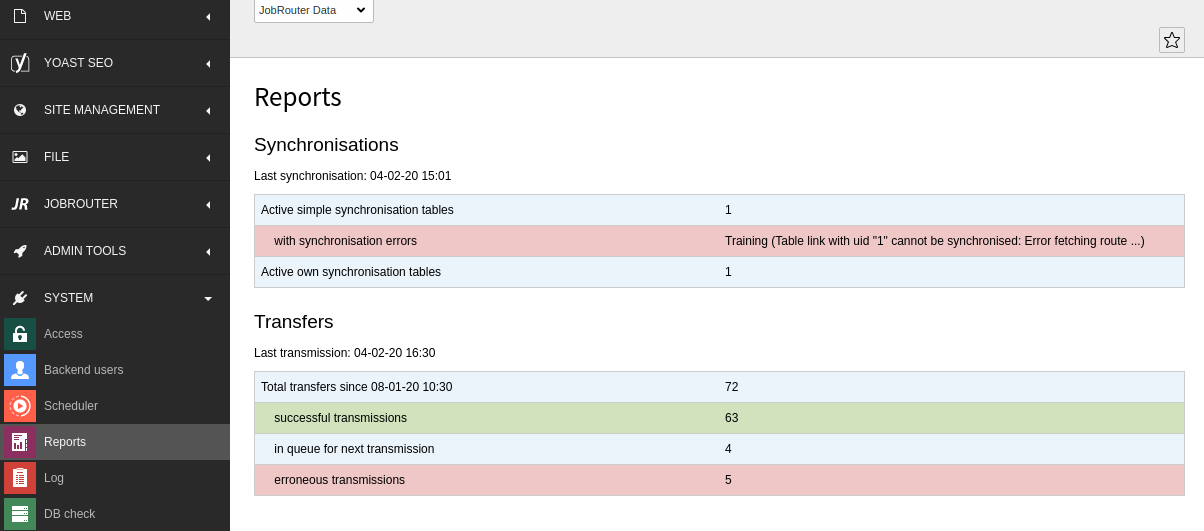 WEB
YOAST SEO
SITE MANAGEMENT
FILE
JR JOBROUTER
ADMIN TOOLS
SYSTEM
Access
Backend users
Scheduler
Reports
Log
DB check
JobRouter Data
Reports
Synchronisations
Last synchronisation: 04-02-20 15:01
Active simple synchronisation tables 1
with synchronisation errors Training (Table link with uid "1" cannot be synchronised: Error fetching route ...)
Active own synchronisation tables 1
Transfers
Last transmission: 04-02-20 16:30
Total transfers since 08-01-20 10:30 72
successful transmissions 63
in queue for next transmission 4
erroneous transmissions 5